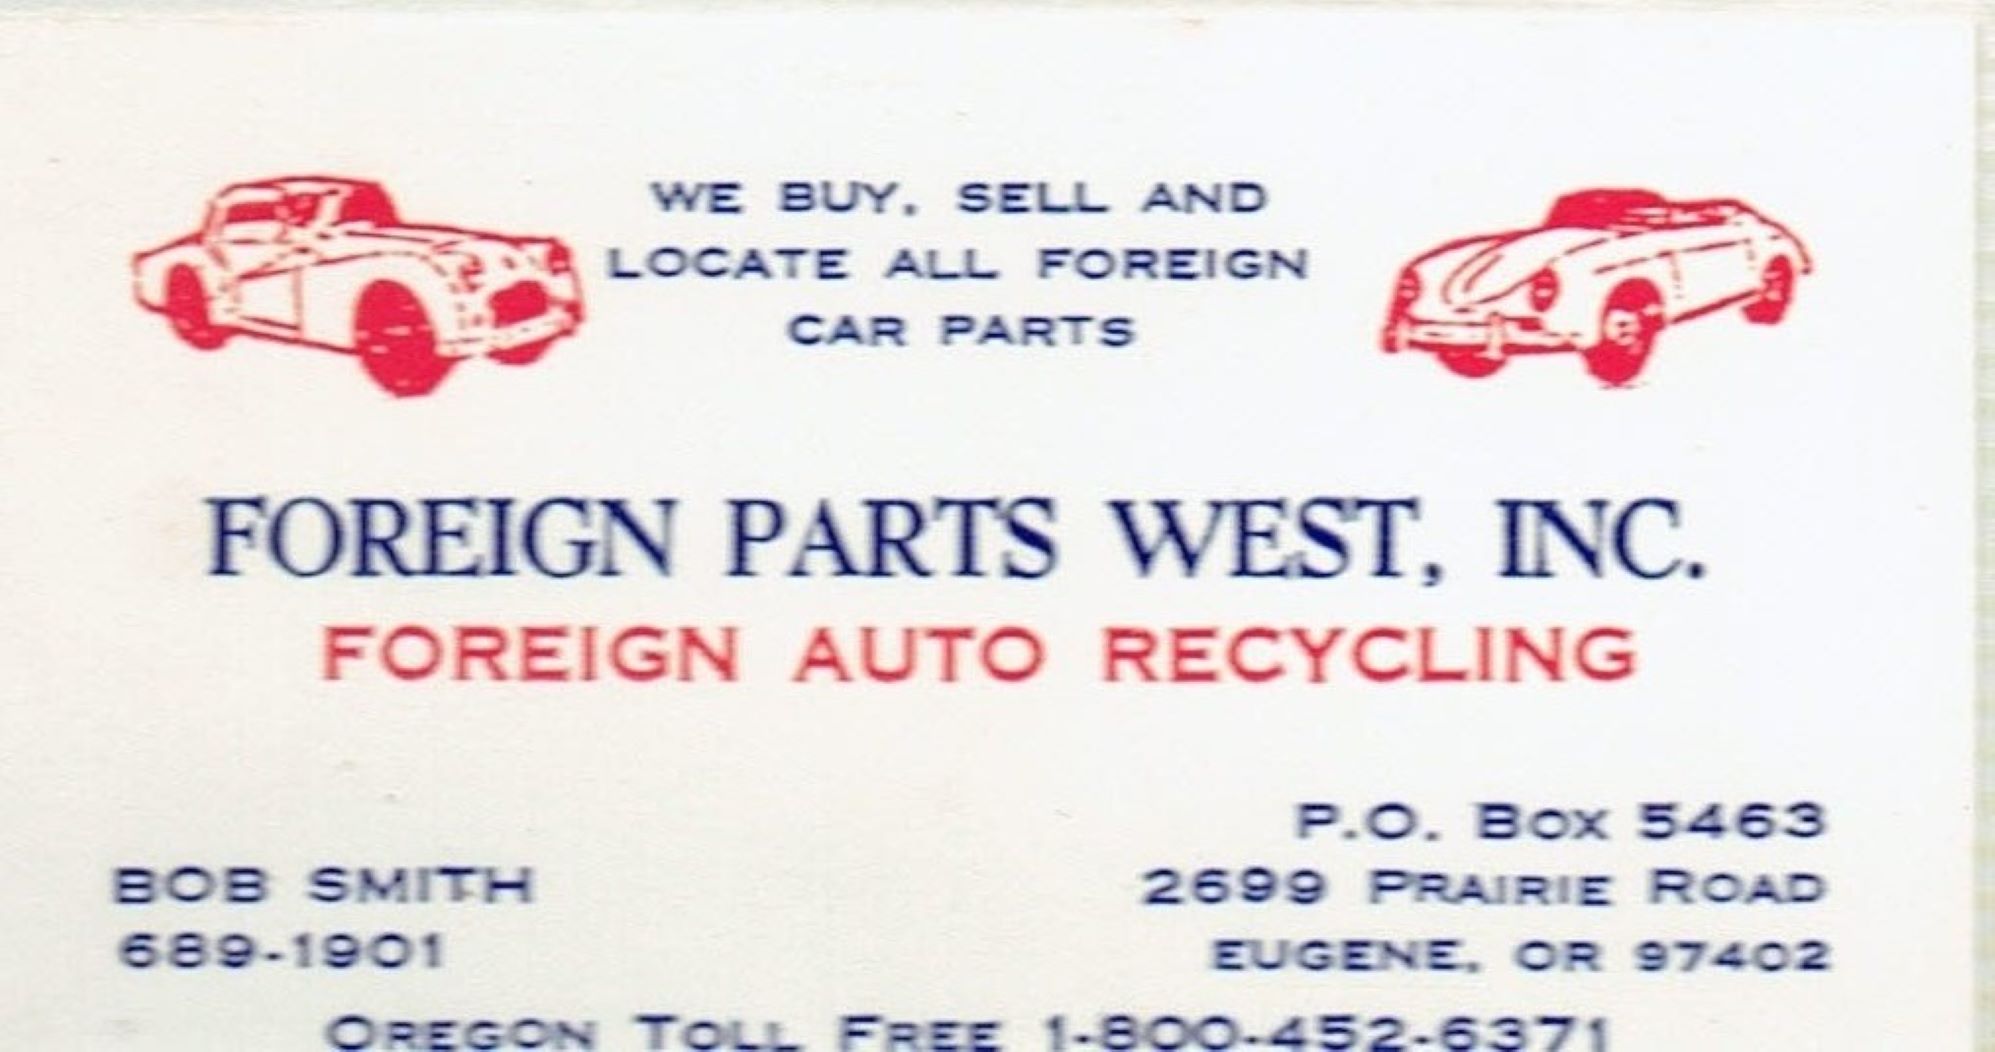 WE BUY, SELL AND
LOCATE ALL FOREIGN
CAR PARTS
FOREIGN PARTS WEST, INC.
FOREIGN AUTO RECYCLING
P.O. Box 5463
BOB SMITH
2699 PRAIRIE ROAD
689-1901
EUGENE, OR 97402
OREGON TOLL FREE 1-800-452-6371